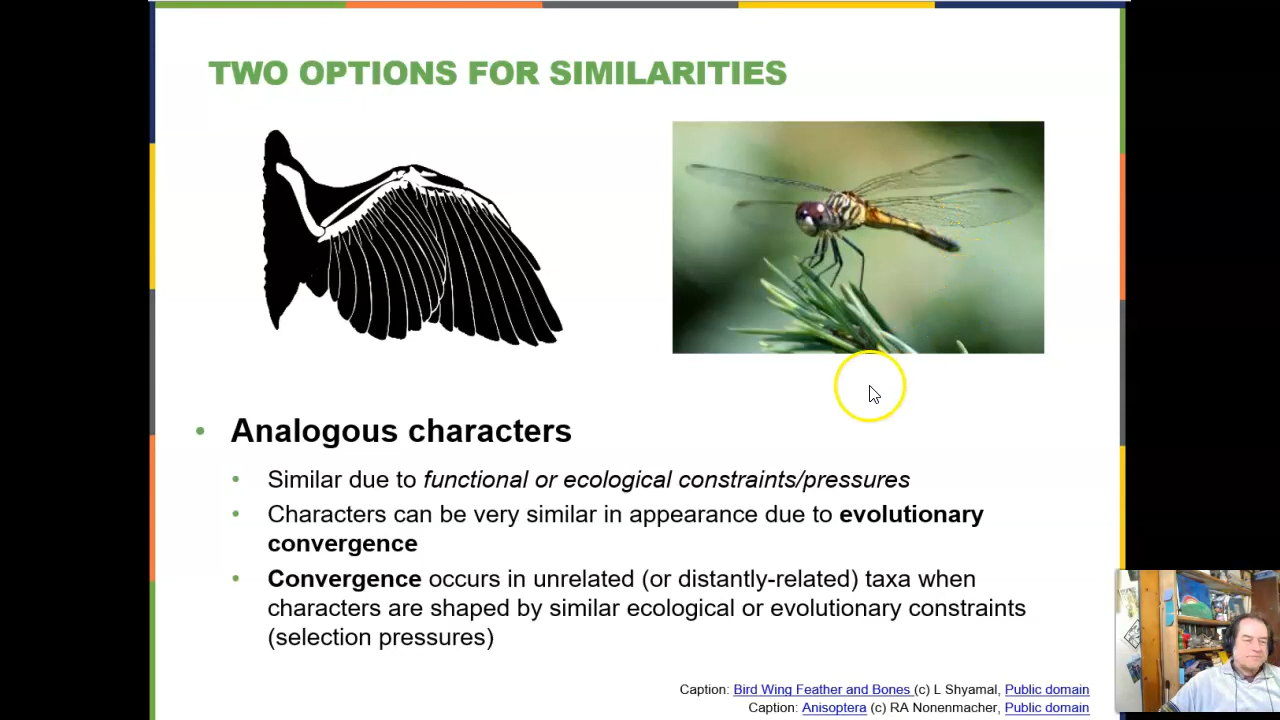 TWO OPTIONS FOR SIMILARITIES
• Analogous characters
• Similar due to functional or ecological constraints/pressures
• Characters can be very similar in appearance due to evolutionary
convergence
• Convergence occurs in unrelated (or distantly-related) taxa when
characters are shaped by similar ecological or evolutionary constraints
(selection pressures)
Caption: Bird Wing Feather and Bones (c) L Shyamal, Public domain
Caption: Anisoptera (c) RA Nonenmacher, Public domain